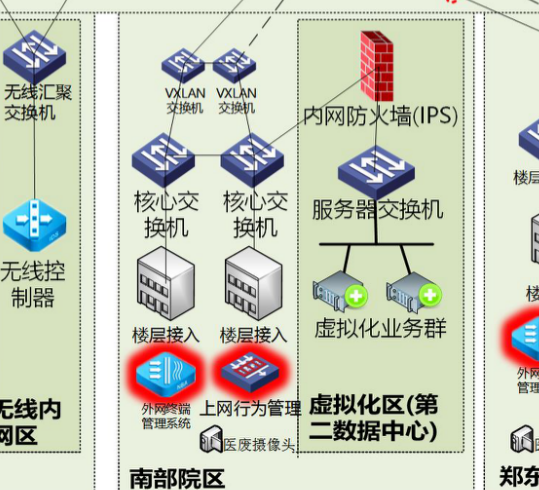 无线汇聚
交换机
无线控
制器
无线内
网区
VXLAN
交换机
VXLAN
交换机
核心交
换机
核心交
换机
楼层接入
楼层接入
外网终端
管理系统
上网行为管理
医废摄像头
南部院区
内网防火墙(IPS)
服务器交换机
虚拟化业务群
虚拟化区(第
二数据中心)
楼层
楼
外网
管理
郑东